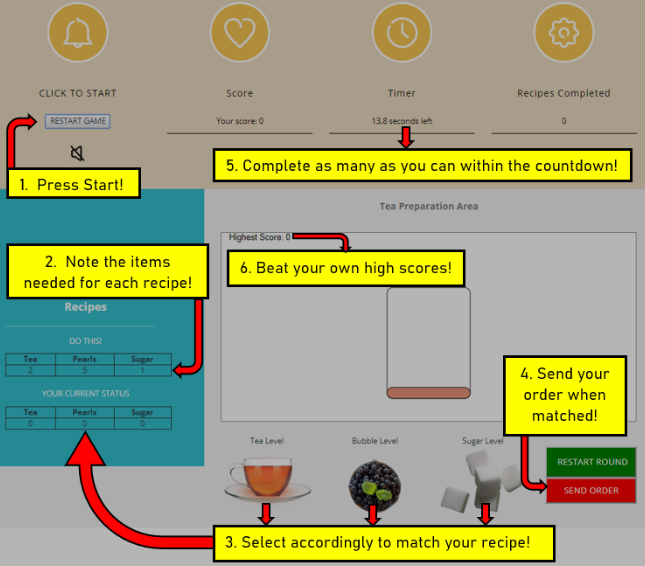 CLICK TO START
Score
Timer
Recipes Completed
RESTART GAME
Your score: 0
13.8 seconds left
0
5. Complete as many as you can within the countdown!
1. Press Start!
Tea Preparation Area
Highest Score: 0
2. Note the items
needed for each recipe!
6. Beat your own high scores!
Recipes
DO THIS!
Tea Pearls Sugar
2 5 1
YOUR CURRENT STATUS
Tea Pearls Sugar
0 0 0
4. Send your
order when
matched!
Tea Level
Bubble Level
Sugar Level
RESTART ROUND
SEND ORDER
3. Select accordingly to match your recipe!